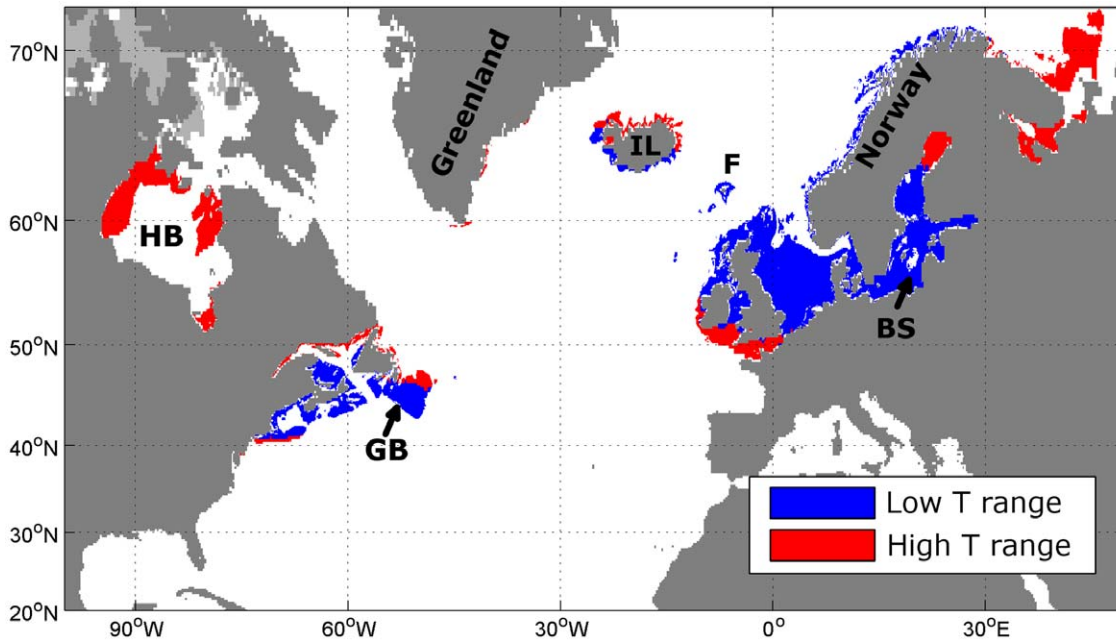 70°N
60°N
50°N
40°N
30°N
20°N
90°W
60°W
30°W
0°
30°E
Greenland
Norway
IL
F
HB
BS
GB
Low T range
High T range